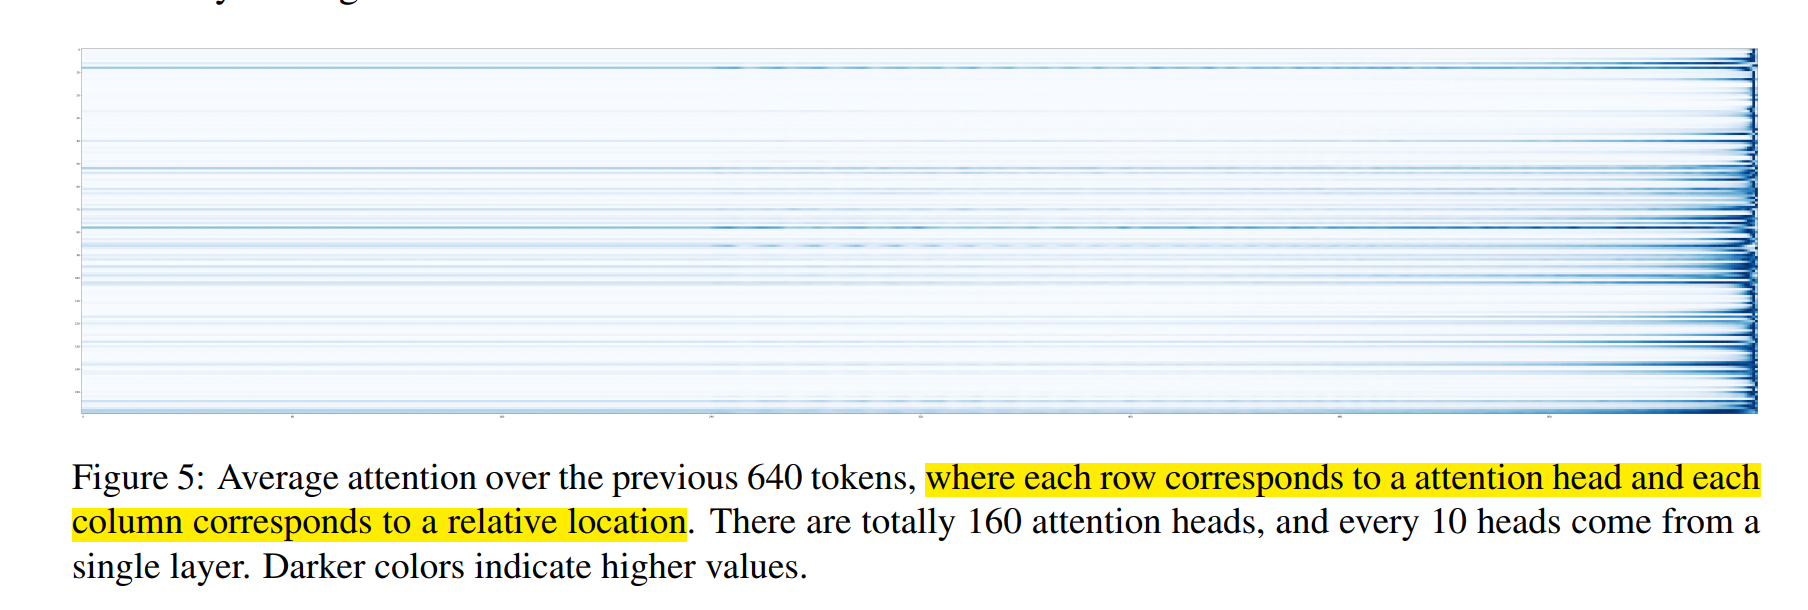 Figure 5: Average attention over the previous 640 tokens, where each row corresponds to a attention head and each
column corresponds to a relative location. There are totally 160 attention heads, and every 10 heads come from a
single layer. Darker colors indicate higher values.